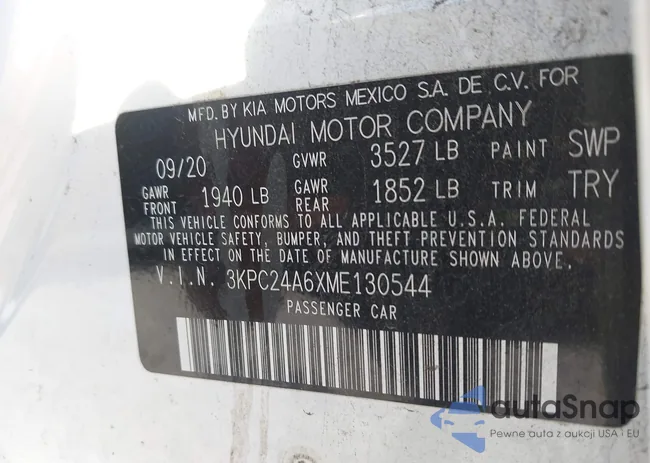 MFD. BY KIA MOTORS MEXICO S.A. DE C.V. FOR
HYUNDAI MOTOR COMPANY
09/20 GVWR 3527 LB PAINT SWP
GAWR FRONT 1940 LB GAWR REAR 1852 LB TRIM TRY
THIS VEHICLE CONFORMS TO ALL APPLICABLE U.S.A. FEDERAL
MOTOR VEHICLE SAFETY, BUMPER, AND THEFT PREVENTION STANDARDS
IN EFFECT ON THE DATE OF MANUFACTURE SHOWN ABOVE.
V.I.N. 3KPC24A6XME130544
PASSENGER CAR
autaSnap
Pewne auta z aukcji USA i EU